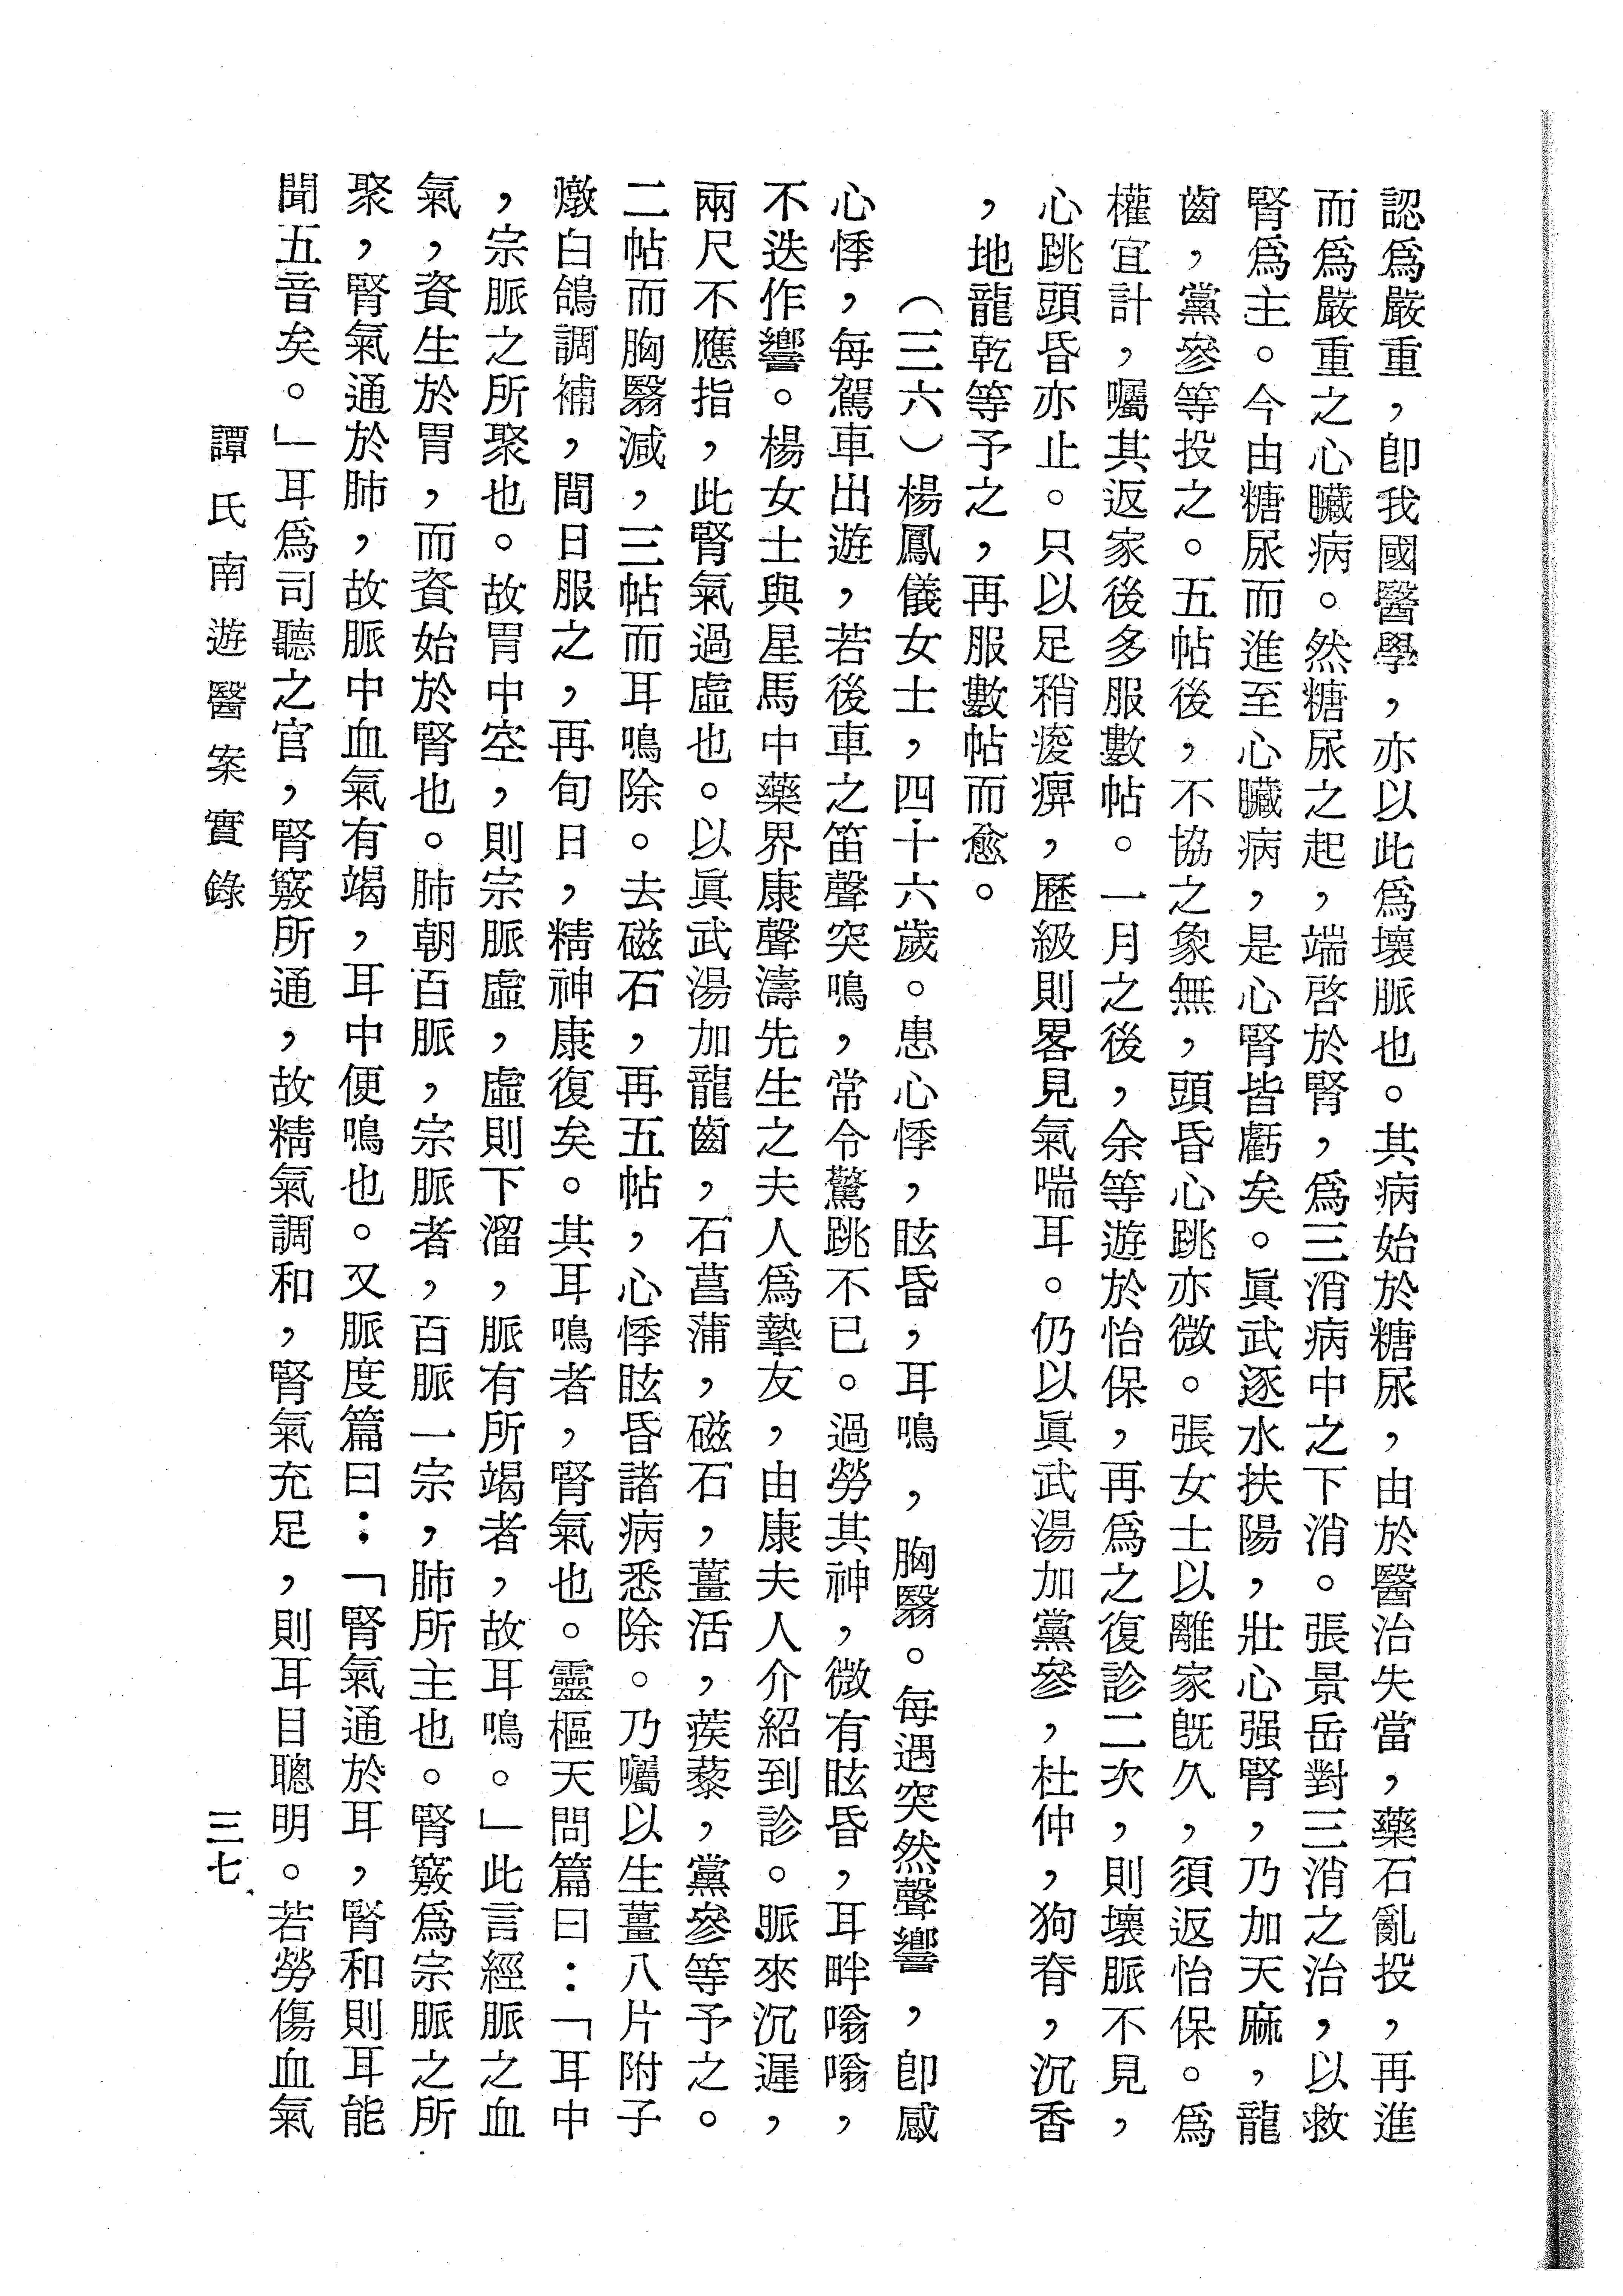 認爲嚴重，卽我國醫學，亦以此爲壞脈也。其病始於糖尿，由於醫治失當，藥石亂投，再進
而爲嚴重之心臟病。然糖尿之起，端啓於腎，爲三消病中之下消。張景岳對三消之治，以救
腎爲主。今由糖尿而進至心臟病，是心腎皆虧矣。眞武逐水扶陽，壯心强腎，乃加天麻，龍
齒，黨參等投之。五帖後，不協之象無，頭昏心跳亦微。張女士以離家旣久，須返怡保。爲
權宜計，囑其返家後多服數帖。一月之後，余等遊於怡保，再爲之復診二次，則壞脈不見，
心跳頭昏亦止。只以足稍痿痹，歷級則畧見氣喘耳。仍以眞武湯加黨參，杜仲，狗脊，沉香
，地龍乾等予之，再服數帖而愈。
（三六）楊鳳儀女士，四十六歲。患心悸，眩昏，耳鳴，胸翳。每遇突然聲響，卽感
心悸，每駕車出遊，若後車之笛聲突鳴，常令驚跳不已。過勞其神，微有眩昏，耳畔嗡嗡，
不迭作響。楊女士與星馬中藥界康聲濤先生之夫人爲摯友，由康夫人介紹到診。脈來沉遲，
兩尺不應指，此腎氣過虛也。以眞武湯加龍齒，石菖蒲，磁石，薑活，蒺藜，黨參等予之。
二帖而胸翳減，三帖而耳鳴除。去磁石，再五帖，心悸眩昏諸病悉除。乃囑以生薑八片附子
燉白鴿調補，間日服之，再旬日，精神康復矣。其耳鳴者，腎氣也。靈樞天問篇曰：「耳中
，宗脈之所聚也。故胃中空，則宗脈虛，虛則下溜，脈有所竭者，故耳鳴。」此言經脈之血
氣，資生於胃，而資始於腎也。肺朝百脈，宗脈者，百脈一宗，肺所主也。腎竅爲宗脈之所
聚，腎氣通於肺，故脈中血氣有竭，耳中便鳴也。又脈度篇曰：「腎氣通於耳，腎和則耳能
聞五音矣。」耳爲司聽之官，腎竅所通，故精氣調和，腎氣充足，則耳目聰明。若勞傷血氣
譚氏南遊醫案實錄
三七